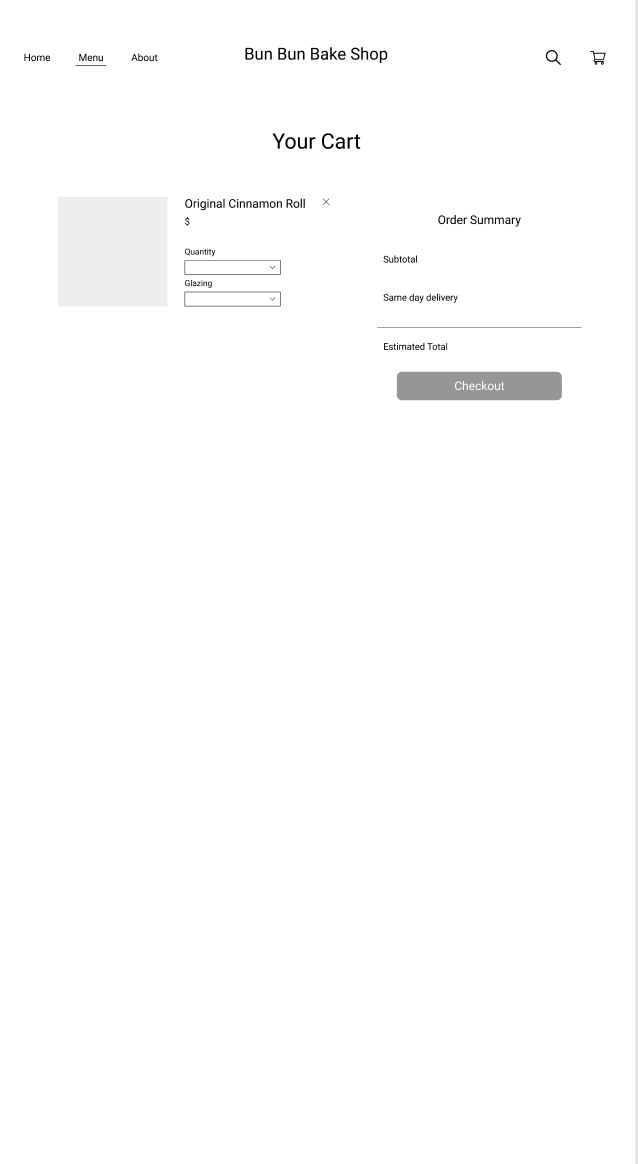 Home Menu About Bun Bun Bake Shop
Your Cart
Original Cinnamon Roll
$
Quantity
Glazing
Order Summary
Subtotal
Same day delivery
Estimated Total
Checkout